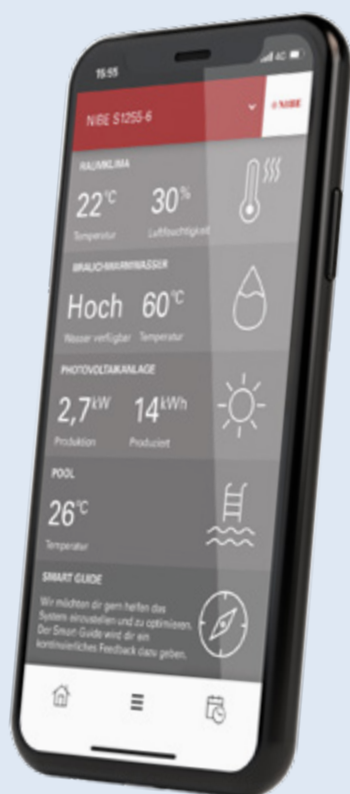 15:55
4G
NIBE S1255-6
NIBE
RAUMKLIMA
22°C 30%
Temperatur Luftfeuchtigkeit
BRAUCHWARMWASSER
Hoch 60°C
Wasser verfügbar Temperatur
PHOTOVOLTAIKANLAGE
2,7kW 14kWh
Produktion Produziert
POOL
26°C
Temperatur
SMART GUIDE
Wir möchten dir gern helfen das
System einzustellen und zu optimieren.
Der Smart Guide wird dir ein
kontinuierliches Feedback dazu geben.